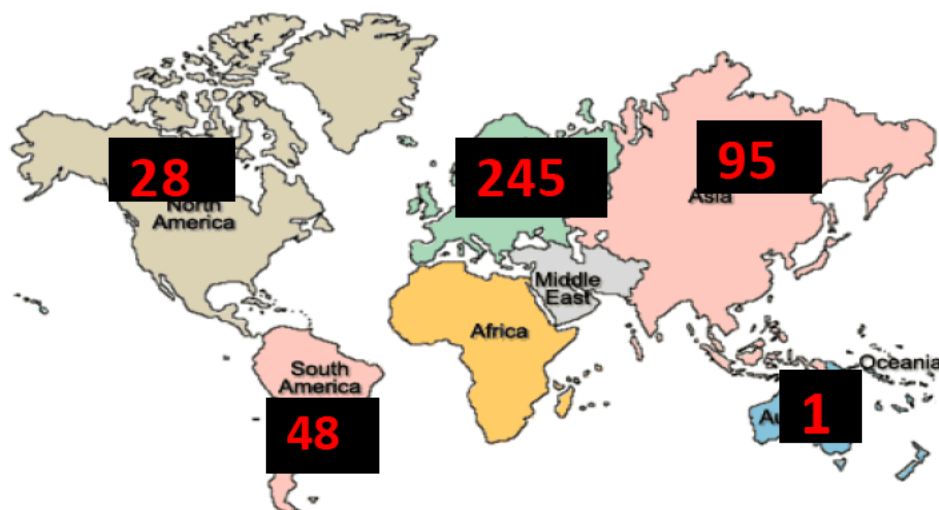 28
North
America
245
95
Asia
Middle
East
Africa
Oceania
South
America
48
1